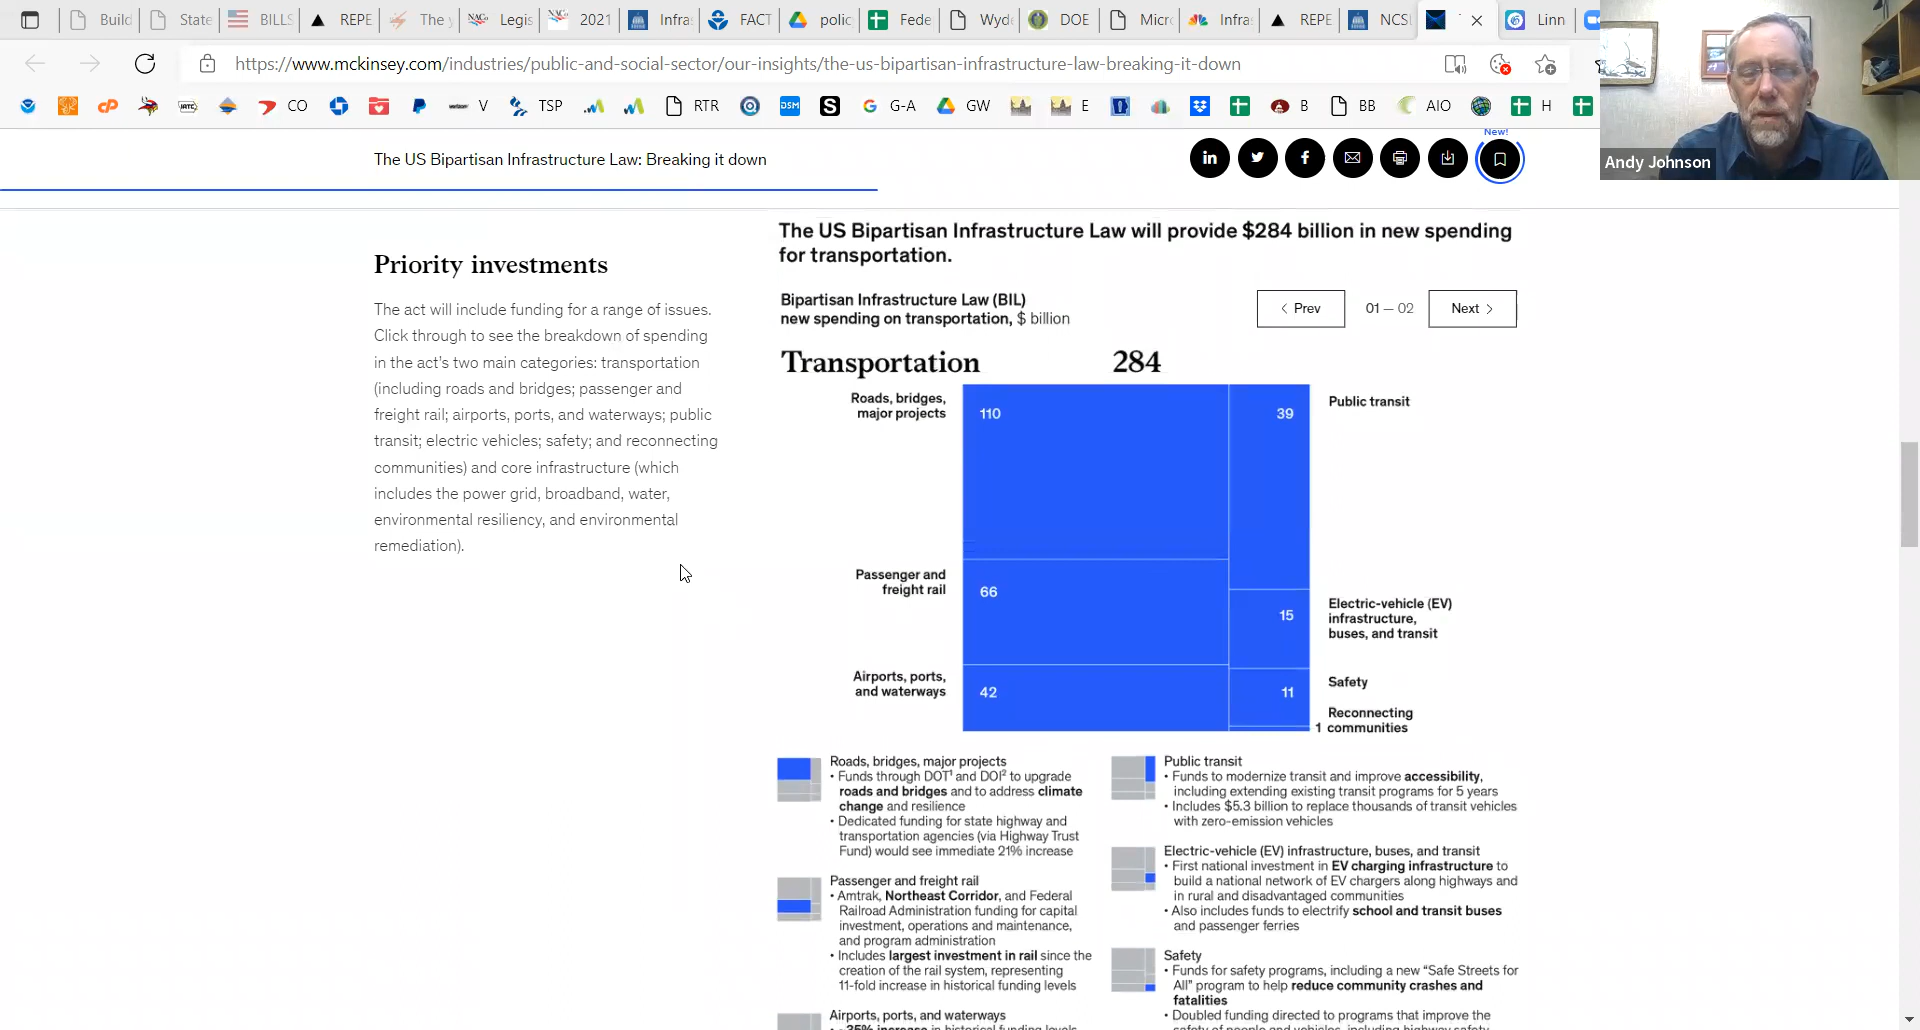 Build
State
BILLS
REPE
The
Legis
2021
Infra
FACT
polic
Fede
Wyd
DOE
Micr
Infra
REPE
NCS
Linn
https://www.mckinsey.com/industries/public-and-social-sector/our-insights/the-us-bipartisan-infrastructure-law-breaking-it-down
CO
V
TSP
RTR
DSM
S
G-A
GW
E
B
BB
AIO
H
Andy Johnson
The US Bipartisan Infrastructure Law: Breaking it down
New!
Priority investments
The act will include funding for a range of issues.
Click through to see the breakdown of spending
in the act's two main categories: transportation
(including roads and bridges; passenger and
freight rail; airports, ports, and waterways; public
transit; electric vehicles; safety; and reconnecting
communities) and core infrastructure (which
includes the power grid, broadband, water,
environmental resiliency, and environmental
remediation).
The US Bipartisan Infrastructure Law will provide $284 billion in new spending
for transportation.
Bipartisan Infrastructure Law (BIL)
new spending on transportation, $ billion
< Prev
01 — 02
Next >
Transportation 284
Roads, bridges,
major projects
110
39
Public transit
Passenger and
freight rail
66
15
Electric-vehicle (EV)
infrastructure,
buses, and transit
Airports, ports,
and waterways
42
11
Safety
1 Reconnecting
communities
Roads, bridges, major projects
• Funds through DOT¹ and DOI² to upgrade
roads and bridges and to address climate
change and resilience
• Dedicated funding for state highway and
transportation agencies (via Highway Trust
Fund) would see immediate 21% increase
Passenger and freight rail
• Amtrak, Northeast Corridor, and Federal
Railroad Administration funding for capital
investment, operations and maintenance,
and program administration
• Includes largest investment in rail since the
creation of the rail system, representing
11-fold increase in historical funding levels
Airports, ports, and waterways
• ~35% increase in historical funding levels
Public transit
• Funds to modernize transit and improve accessibility,
including extending existing transit programs for 5 years
• Includes $5.3 billion to replace thousands of transit vehicles
with zero-emission vehicles
Electric-vehicle (EV) infrastructure, buses, and transit
• First national investment in EV charging infrastructure to
build a national network of EV chargers along highways and
in rural and disadvantaged communities
• Also includes funds to electrify school and transit buses
and passenger ferries
Safety
• Funds for safety programs, including a new "Safe Streets for
All" program to help reduce community crashes and
fatalities
• Doubled funding directed to programs that improve the
safety of people and vehicles, including highway safety